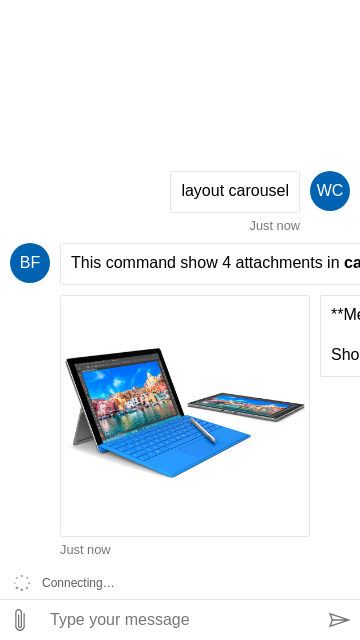 layout carousel
WC
Just now
BF
This command show 4 attachments in
**Me
Sho
Just now
Connecting…
Type your message